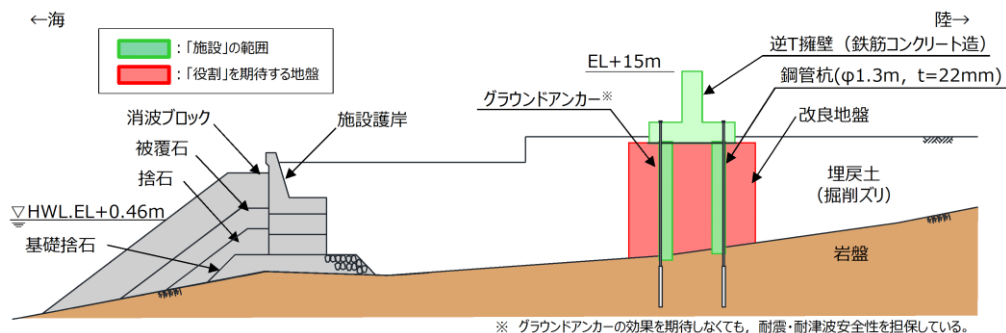 ←海
陸→
：「施設」の範囲
：「役割」を期待する地盤
逆T擁壁（鉄筋コンクリート造）
EL+15m
鋼管杭(φ1.3m，t=22mm)
グラウンドアンカー※
改良地盤
消波ブロック
施設護岸
被覆石
捨石
埋戻土
(掘削ズリ)
▽HWL.EL+0.46m
基礎捨石
岩盤
※ グラウンドアンカーの効果を期待しなくても，耐震・耐津波安全性を担保している。